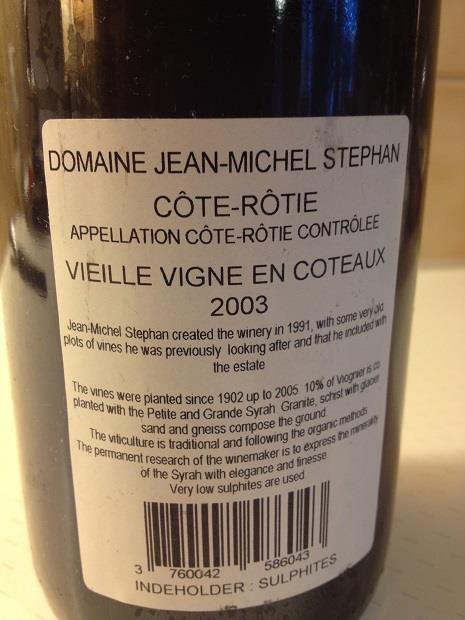 DOMAINE JEAN-MICHEL STEPHAN
CÔTE-RÔTIE
APPELLATION CÔTE-RÔTIE CONTRÔLEE
VIEILLE VIGNE EN COTEAUX
2003
Jean-Michel Stephan created the winery in 1991, with some very old
plots of vines he was previously looking after and that he included with
the estate
The vines were planted since 1902 up to 2005. 10% of Viognier is co
planted with the Petite and Grande Syrah. Granite, schist with glacier
sand and gneiss compose the ground.
The viticulture is traditional and following the organic methods
The permanent research of the winemaker is to express the minerality
of the Syrah with elegance and finesse.
Very low sulphites are used
3 760042 586043
INDEHOLDER : SULPHITES